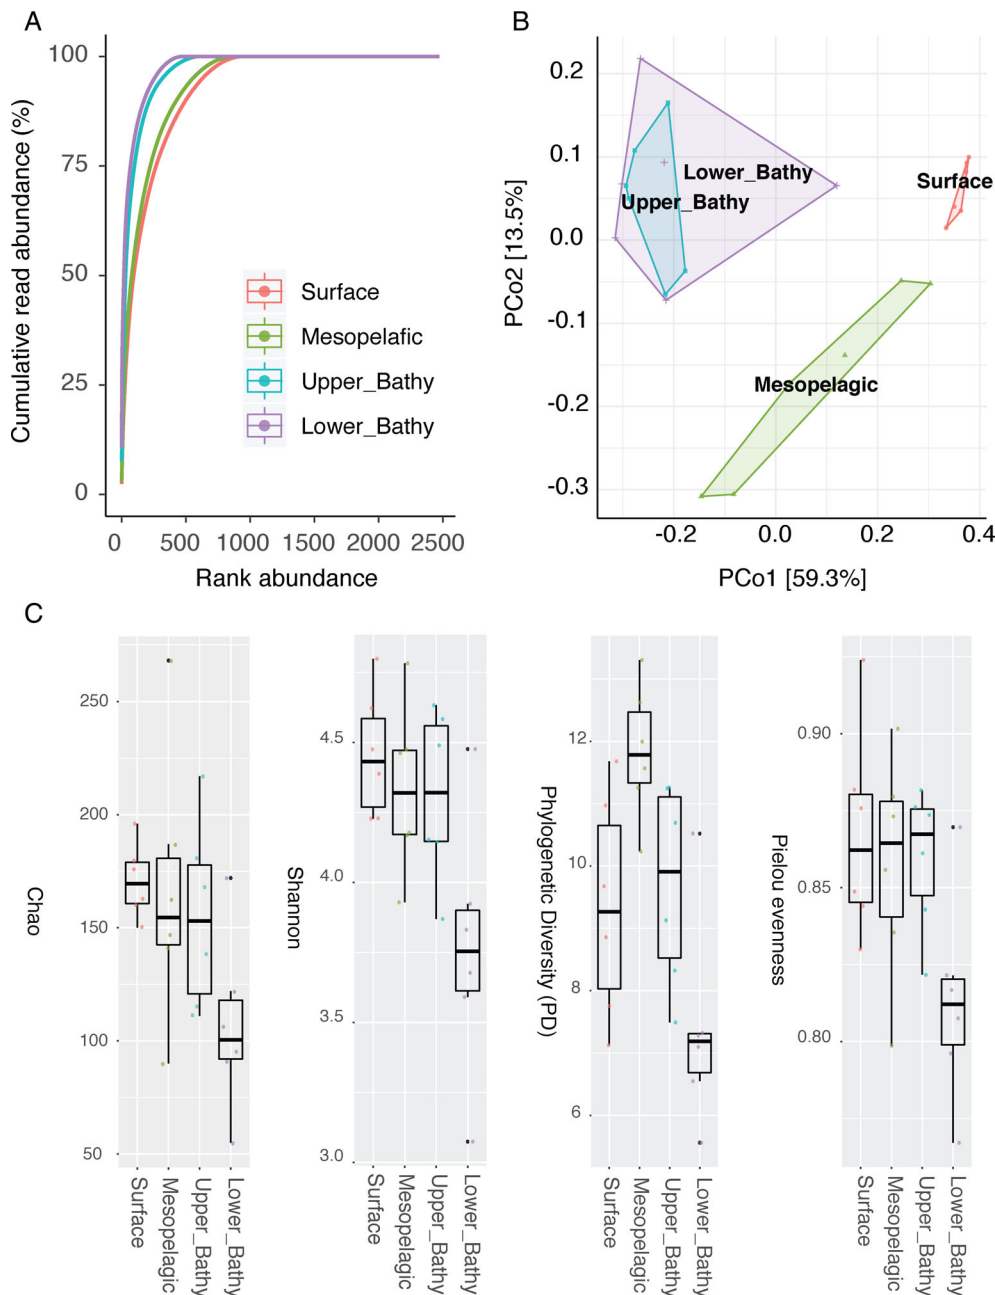 A
Cumulative read abundance (%)
100
75
50
25
0
0 500 1000 1500 2000 2500
Rank abundance
Surface
Mesopelafic
Upper_Bathy
Lower_Bathy
B
PCo2 [13.5%]
0.2
0.1
0.0
-0.1
-0.2
-0.3
-0.2 0.0 0.2 0.4
PCo1 [59.3%]
Lower_Bathy
Surface
Upper_Bathy
Mesopelagic
C
Chao
250
200
150
100
50
Surface
Mesopelagic
Upper_Bathy
Lower_Bathy
Shannon
4.5
4.0
3.5
3.0
Surface
Mesopelagic
Upper_Bathy
Lower_Bathy
Phylogenetic Diversity (PD)
12
10
8
6
Surface
Mesopelagic
Upper_Bathy
Lower_Bathy
Pielou evenness
0.90
0.85
0.80
Surface
Mesopelagic
Upper_Bathy
Lower_Bathy